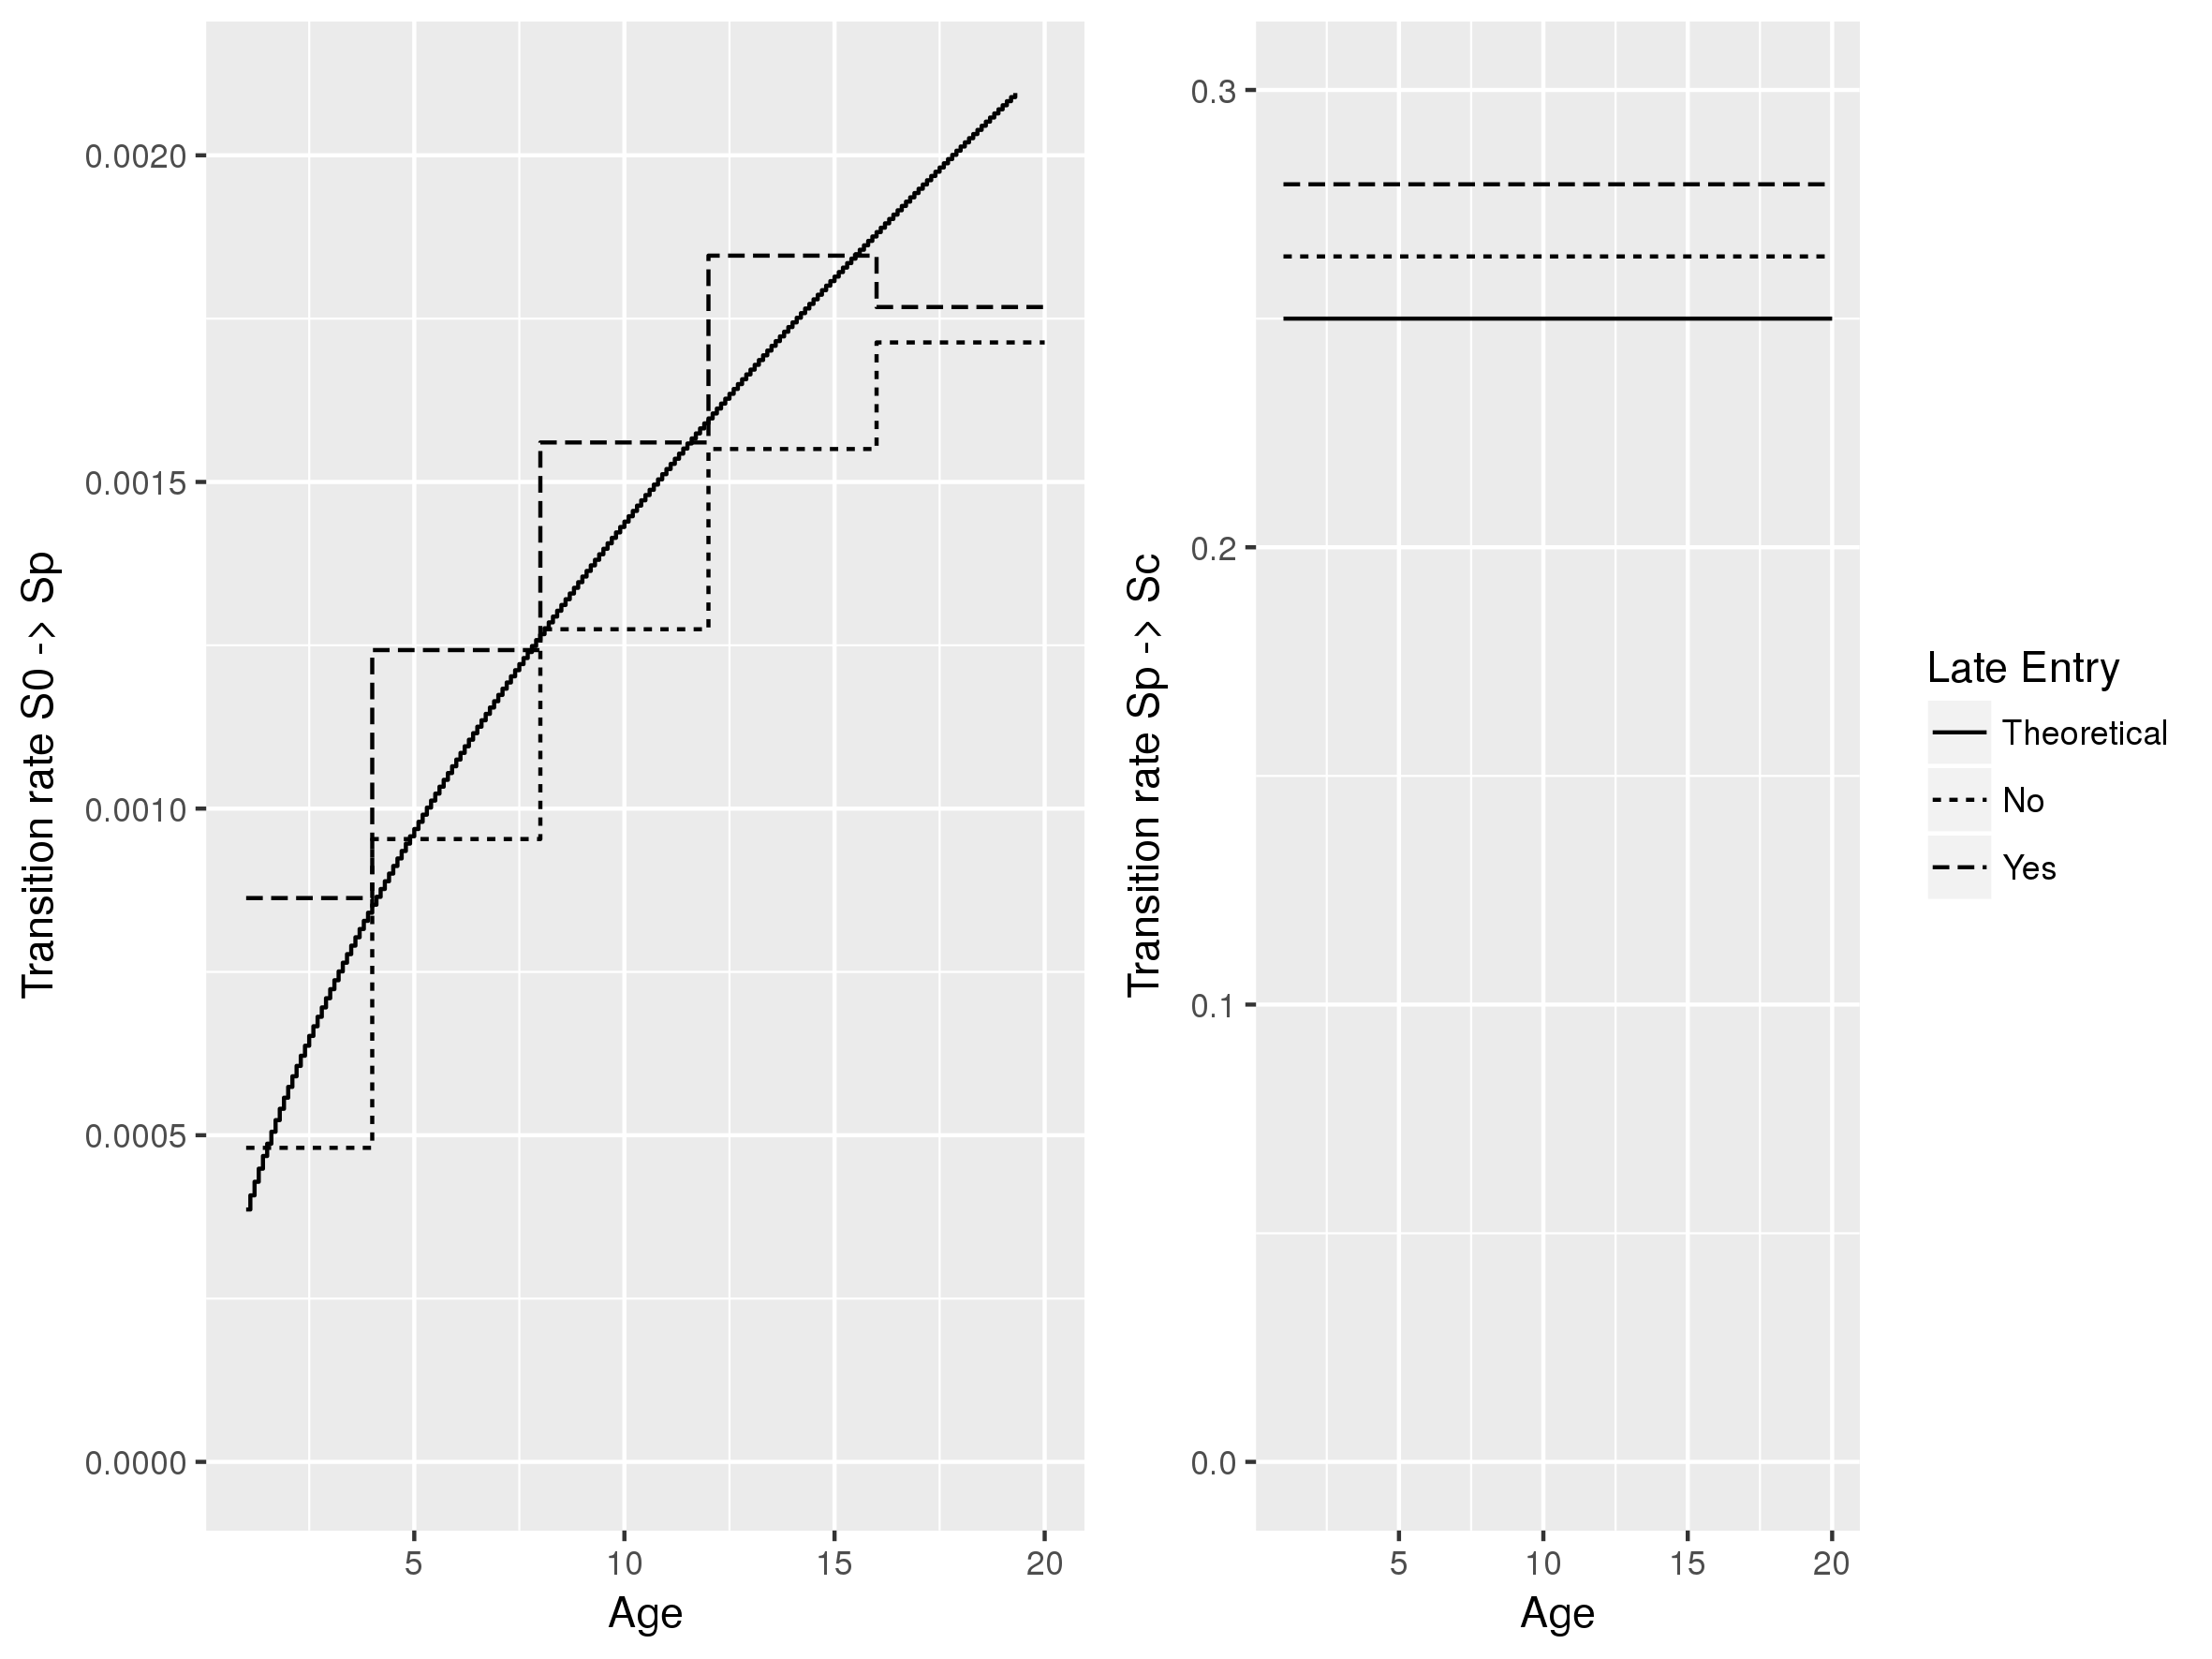 Transition rate S0 -> Sp
0.0020
0.0015
0.0010
0.0005
0.0000
5 10 15 20
Age
Transition rate Sp -> Sc
0.3
0.2
0.1
0.0
5 10 15 20
Age
Late Entry
Theoretical
No
Yes